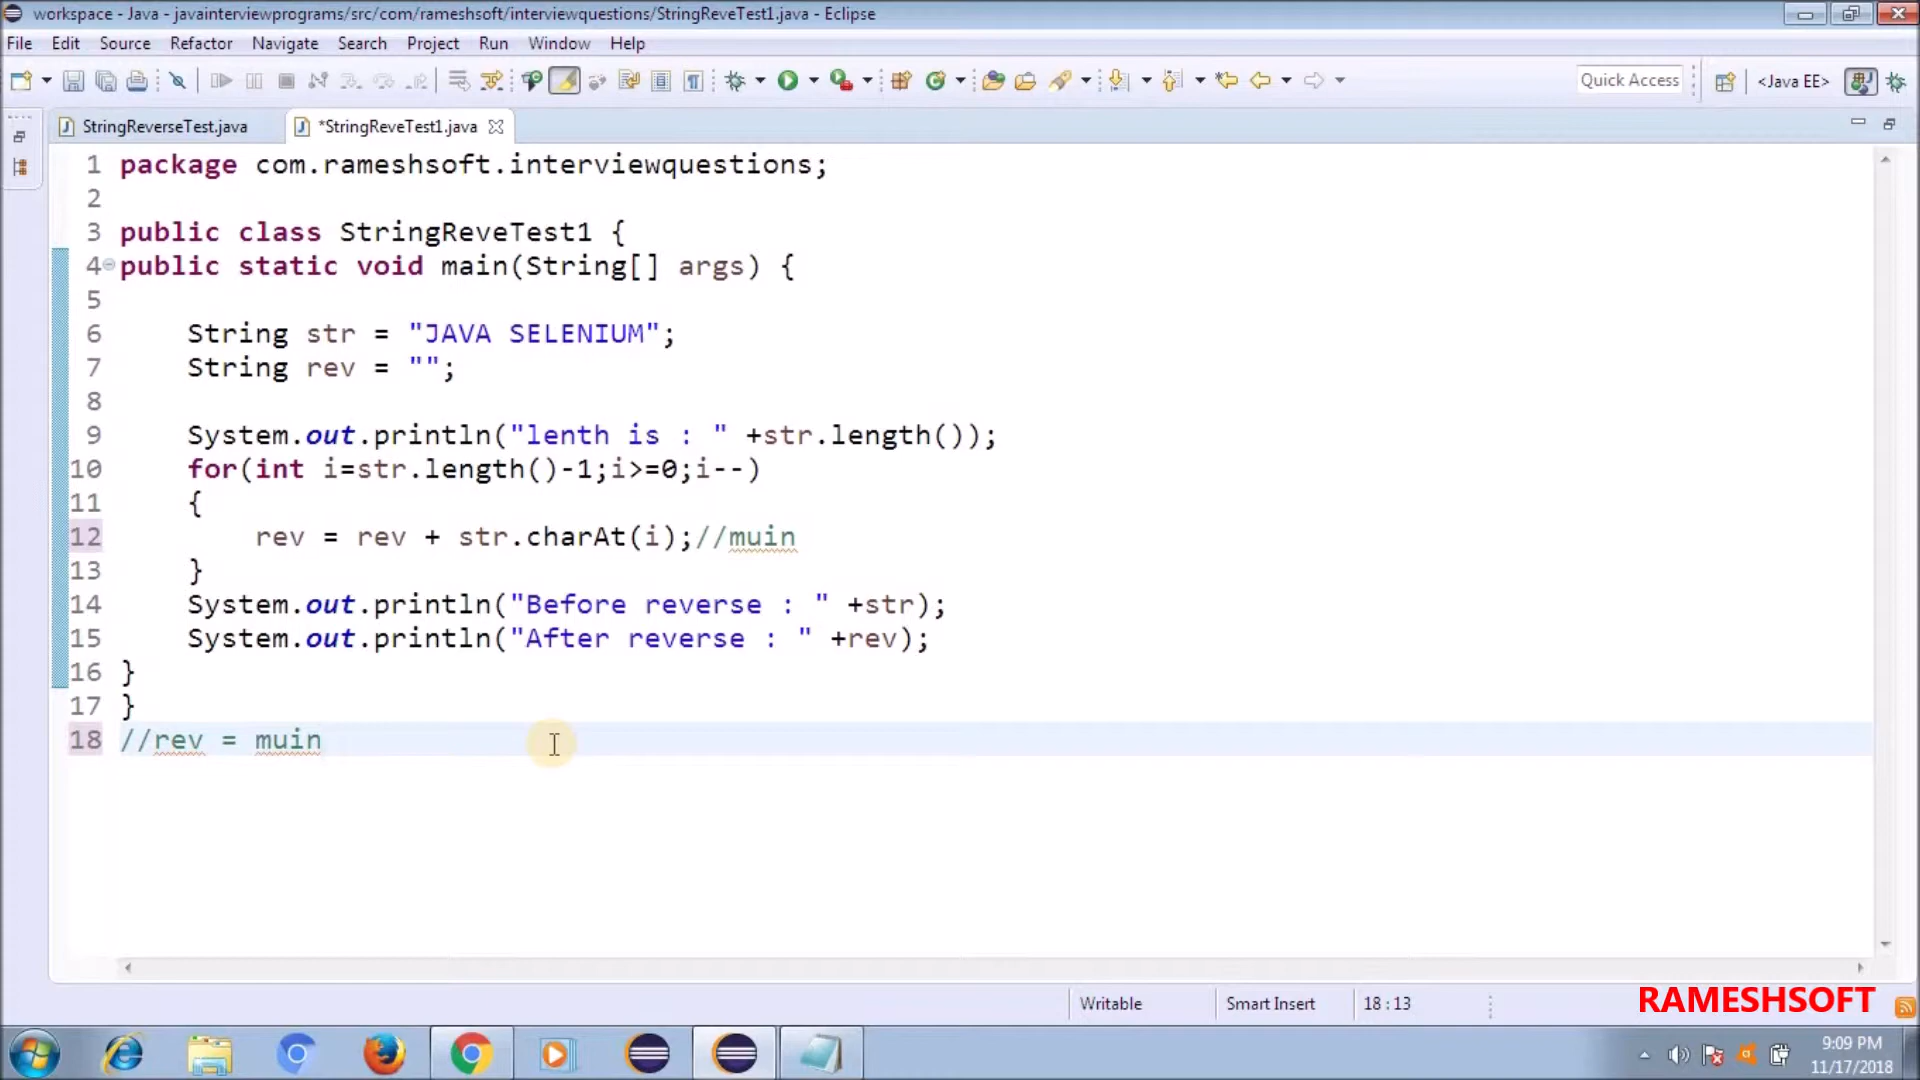 workspace - Java - javainterviewprograms/src/com/rameshsoft/interviewquestions/StringReveTest1.java - Eclipse
File Edit Source Refactor Navigate Search Project Run Window Help
Quick Access <Java EE>
StringReverseTest.java *StringReveTest1.java
1 package com.rameshsoft.interviewquestions;
2
3 public class StringReveTest1 {
4 public static void main(String[] args) {
5
6 String str = "JAVA SELENIUM";
7 String rev = "";
8
9 System.out.println("lenth is : " +str.length());
10 for(int i=str.length()-1;i>=0;i--)
11 {
12 rev = rev + str.charAt(i);//muin
13 }
14 System.out.println("Before reverse : " +str);
15 System.out.println("After reverse : " +rev);
16 }
17 }
18 //rev = muin
Writable Smart Insert 18 : 13
RAMESHSOFT
9:09 PM
11/17/2018